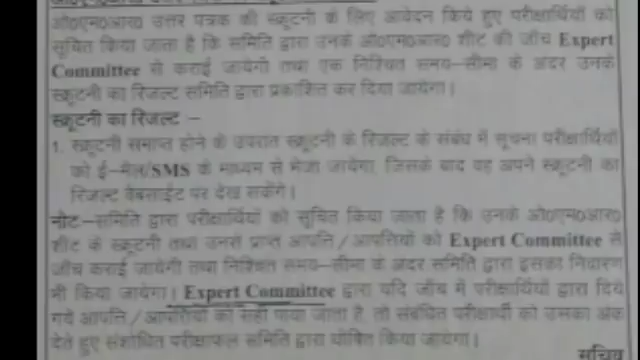 ओ०एम०आर० उत्तर पत्रक की स्क्रूटनी के लिए आवेदन किये हुए परीक्षार्थियों को
सूचित किया जाता है कि समिति द्वारा उनके ओ०एम०आर० शीट की जाँच Expert
Committee से कराई जायेगी तथा एक निश्चित समय–सीमा के अंदर उनके
स्क्रूटनी का रिजल्ट समिति द्वारा प्रकाशित कर दिया जायेगा।
स्क्रूटनी का रिजल्ट :–
1. स्क्रूटनी समाप्त होने के उपरांत स्क्रूटनी के रिजल्ट के संबंध में सूचना परीक्षार्थियों
को ई–मेल/SMS के माध्यम से भेजा जायेगा जिसके बाद वह अपने स्क्रूटनी का
रिजल्ट वेबसाईट पर देख सकेंगे।
नोट–समिति द्वारा परीक्षार्थियों को सूचित किया जाता है कि उनके ओ०एम०आर०
शीट के स्क्रूटनी तथा उनसे प्राप्त आपति/आपत्तियों को Expert Committee से
जाँच कराई जायेगी तथा निश्चित समय–सीमा के अंदर समिति द्वारा इसका निवारण
भी किया जायेगा। Expert Committee द्वारा यदि जाँच में परीक्षार्थियों द्वारा दिये
गये आपति/आपत्तियों को सही पाया जाता है, तो संबंधित परीक्षार्थी को उसका अंक
देते हुए संशोधित परीक्षाफल समिति द्वारा घोषित किया जायेगा।
सचिव